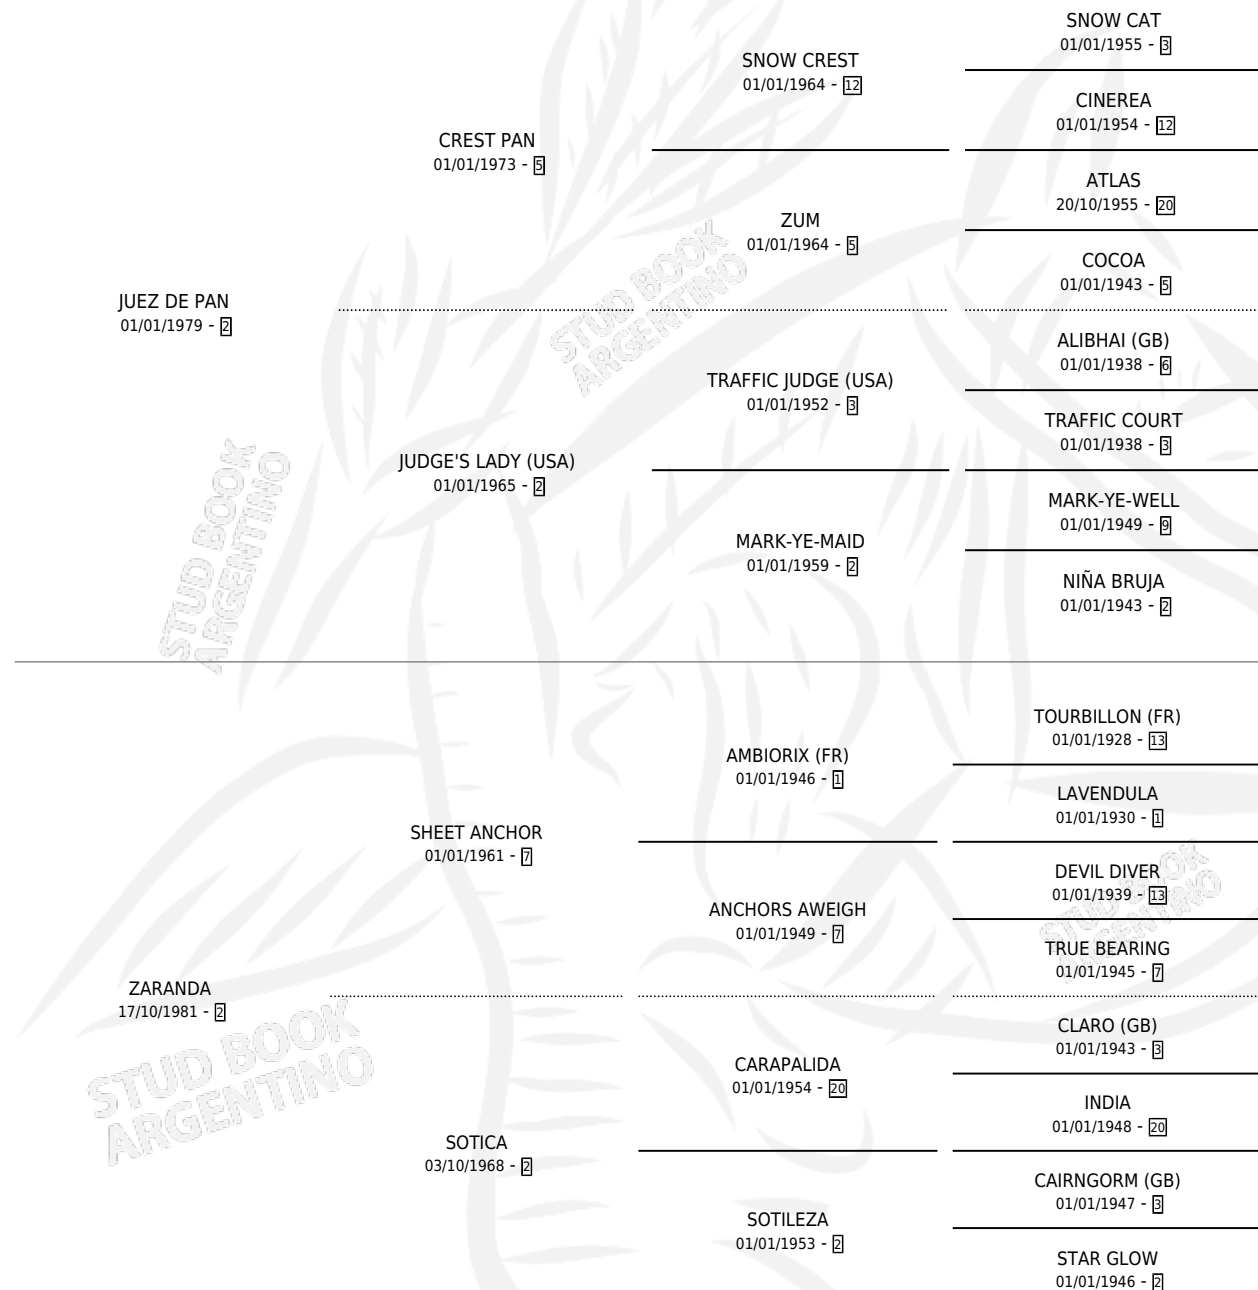 SNOW CAT
01/01/1955 - 3
SNOW CREST
01/01/1964 - 12
CINEREA
01/01/1954 - 12
CREST PAN
01/01/1973 - 5
ATLAS
20/10/1955 - 20
ZUM
01/01/1964 - 5
COCOA
01/01/1943 - 5
JUEZ DE PAN
01/01/1979 - 2
STUD BOOK
ARGENTINO
ALIBHAI (GB)
01/01/1938 - 6
TRAFFIC JUDGE (USA)
01/01/1952 - 3
TRAFFIC COURT
01/01/1938 - 3
JUDGE'S LADY (USA)
01/01/1965 - 2
MARK-YE-WELL
01/01/1949 - 9
MARK-YE-MAID
01/01/1959 - 2
NIÑA BRUJA
01/01/1943 - 2
STUD BOOK
ARGENTINO
TOURBILLON (FR)
01/01/1928 - 13
AMBIORIX (FR)
01/01/1946 - 1
LAVENDULA
01/01/1930 - 1
SHEET ANCHOR
01/01/1961 - 7
DEVIL DIVER
01/01/1939 - 13
STUD BOOK
ARGENTINO
ANCHORS AWEIGH
01/01/1949 - 7
TRUE BEARING
01/01/1945 - 7
ZARANDA
17/10/1981 - 2
STUD BOOK
ARGENTINO
CLARO (GB)
01/01/1943 - 3
CARAPALIDA
01/01/1954 - 20
INDIA
01/01/1948 - 20
SOTICA
03/10/1968 - 2
CAIRNGORM (GB)
01/01/1947 - 3
SOTILEZA
01/01/1953 - 2
STAR GLOW
01/01/1946 - 2